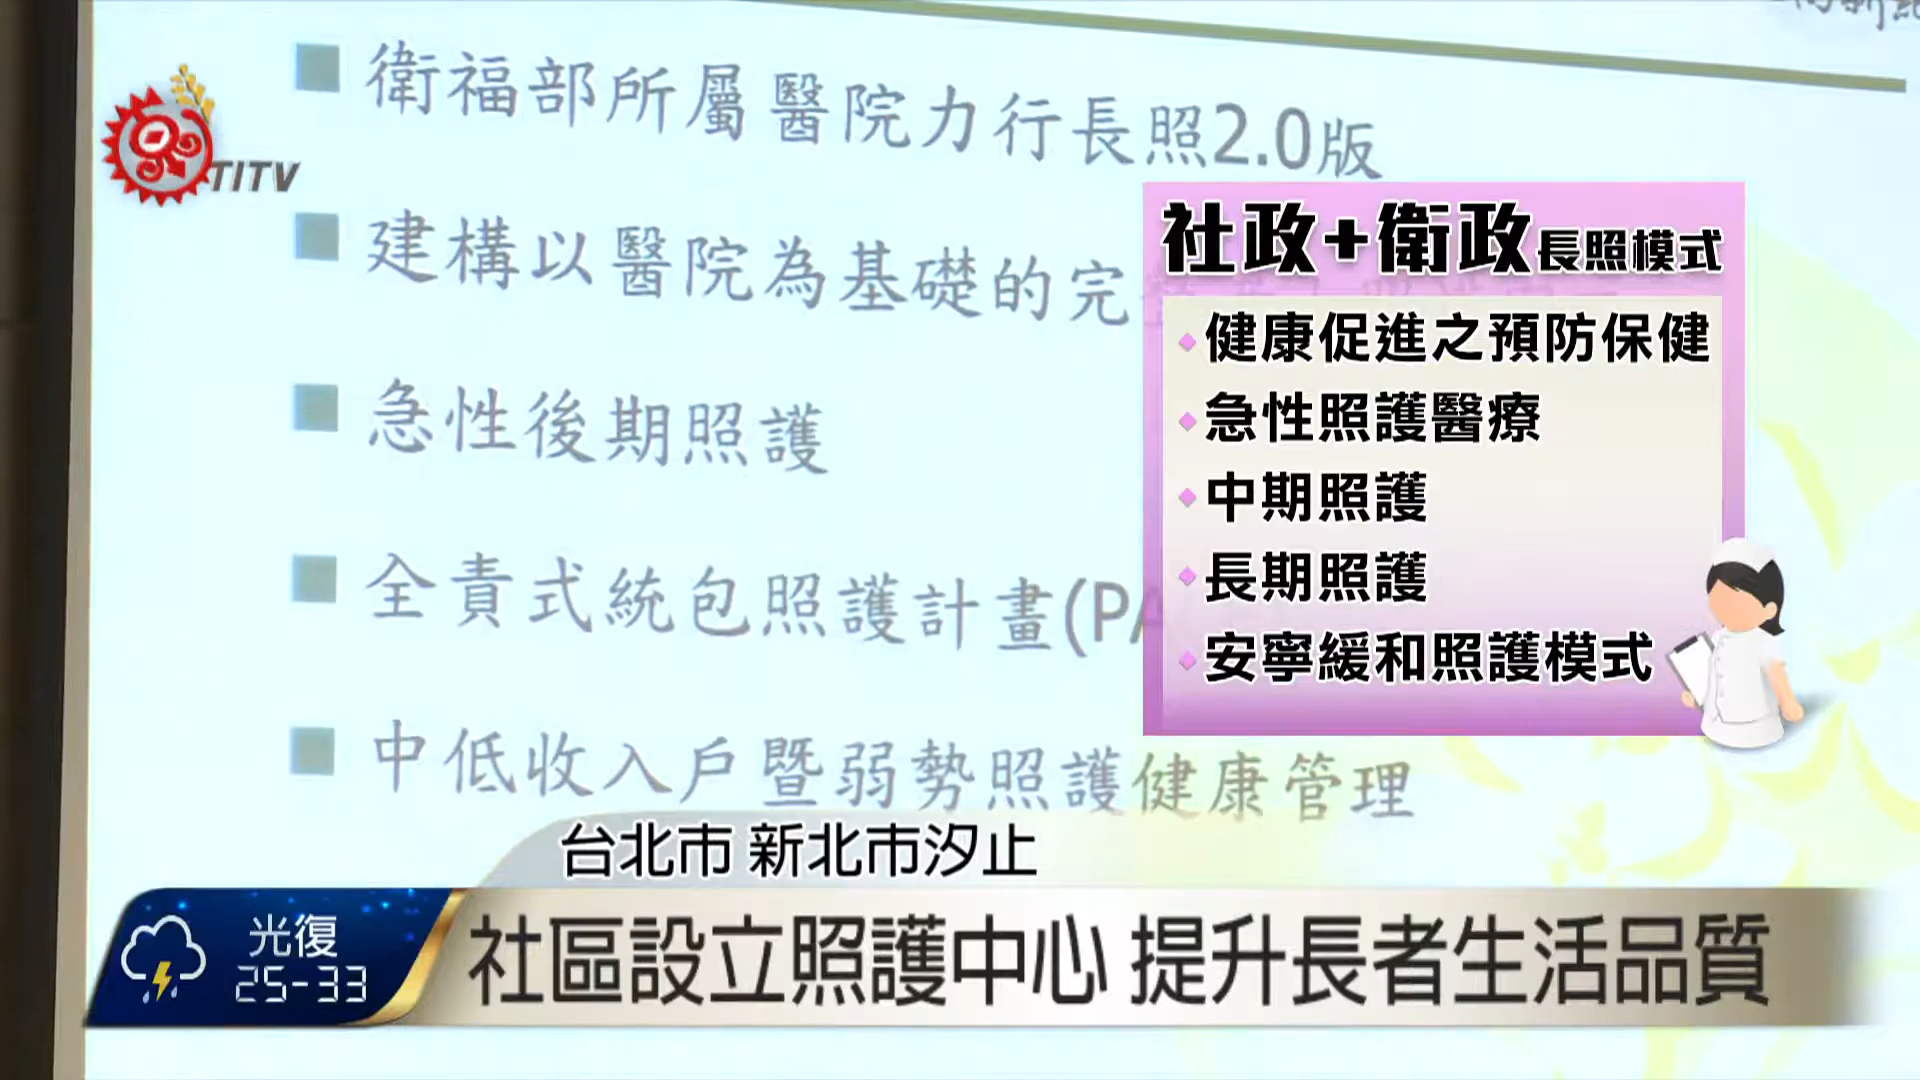 衛福部所屬醫院力行長照2.0版
建構以醫院為基礎的完
急性後期照護
全責式統包照護計畫(PA
中低收入戶暨弱勢照護健康管理
TITV
社政+衛政長照模式
健康促進之預防保健
急性照護醫療
中期照護
長期照護
安寧緩和照護模式
台北市 新北市汐止
光復
25-33
社區設立照護中心 提升長者生活品質